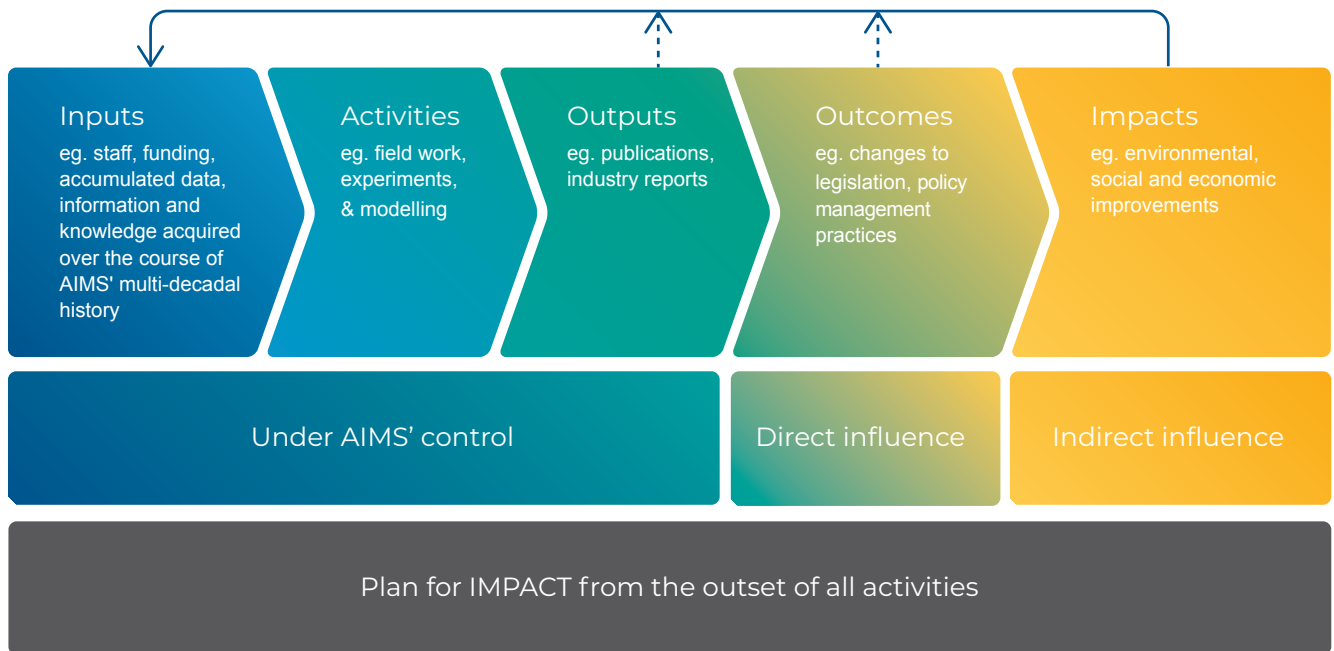 Inputs
eg. staff, funding,
accumulated data,
information and
knowledge acquired
over the course of
AIMS' multi-decadal
history
Activities
eg. field work,
experiments,
& modelling
Outputs
eg. publications,
industry reports
Outcomes
eg. changes to
legislation, policy
management
practices
Impacts
eg. environmental,
social and economic
improvements
Under AIMS’ control
Direct influence
Indirect influence
Plan for IMPACT from the outset of all activities